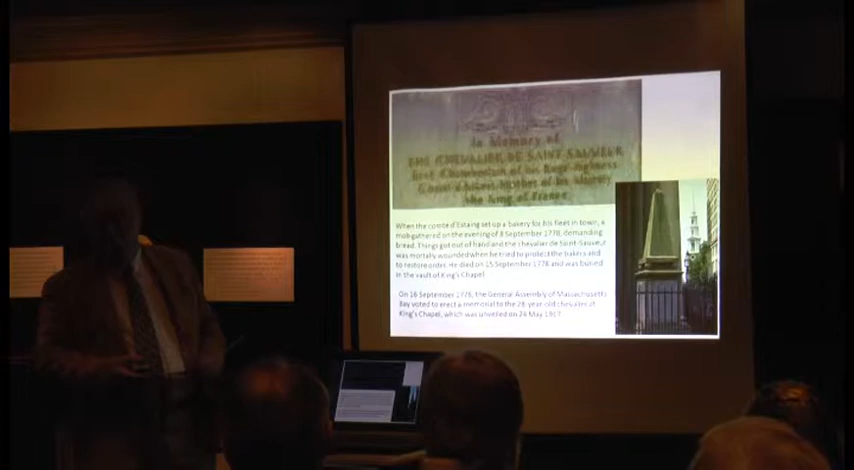 In Memory of
THE CHEVALIER DE SAINT SAUVEUR
first Chamberlain of his Royal Highness
Count d'Artois, brother of his Majesty
the King of France
When the comte d'Estaing set up a bakery for his fleet in town, a
mob gathered on the evening of 8 September 1778, demanding
bread. Things got out of hand and the chevalier de Saint-Sauveur
was mortally wounded when he tried to protect the bakers and
to restore order. He died on 15 September 1778 and was buried
in the vault of King's Chapel.
On 16 September 1778, the General Assembly of Massachusetts
Bay voted to erect a memorial to the 28-year-old chevalier at
King's Chapel, which was unveiled on 24 May 1917.